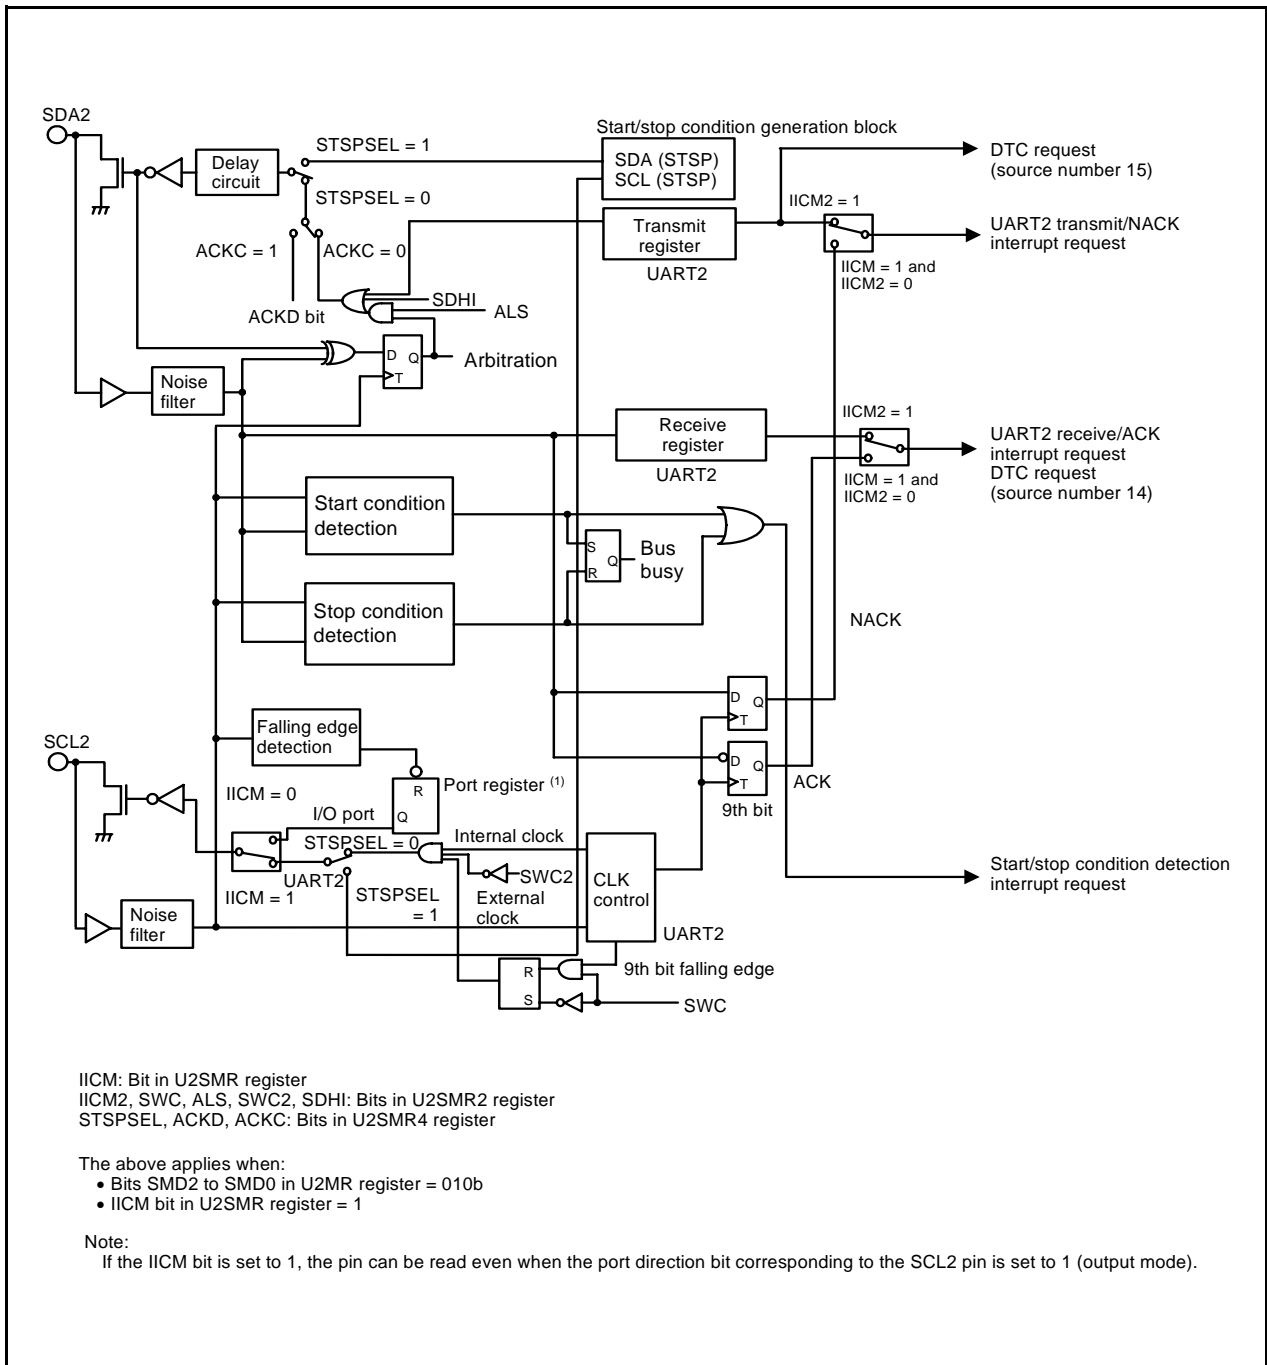 SDA2
Start/stop condition generation block
STSPSEL = 1
SDA (STSP)
SCL (STSP)
DTC request
(source number 15)
Delay
circuit
STSPSEL = 0
IICM2 = 1
Transmit
register
UART2 transmit/NACK
interrupt request
ACKC = 1
ACKC = 0
UART2
IICM = 1 and
IICM2 = 0
SDHI
ALS
ACKD bit
D
Q
T
Arbitration
Noise
filter
IICM2 = 1
Receive
register
UART2 receive/ACK
interrupt request
DTC request
(source number 14)
UART2
IICM = 1 and
IICM2 = 0
Start condition
detection
S
Q
R
Bus
busy
Stop condition
detection
NACK
D
Q
T
Falling edge
detection
SCL2
D
Q
T
ACK
9th bit
R
Q
Port register (1)
IICM = 0
I/O port
STSPSEL = 0
Internal clock
Start/stop condition detection
interrupt request
SWC2
CLK
control
UART2
IICM = 1
STSPSEL
= 1
External
clock
Noise
filter
UART2
R
S
9th bit falling edge
SWC
IICM: Bit in U2SMR register
IICM2, SWC, ALS, SWC2, SDHI: Bits in U2SMR2 register
STSPSEL, ACKD, ACKC: Bits in U2SMR4 register
The above applies when:
• Bits SMD2 to SMD0 in U2MR register = 010b
• IICM bit in U2SMR register = 1
Note:
If the IICM bit is set to 1, the pin can be read even when the port direction bit corresponding to the SCL2 pin is set to 1 (output mode).